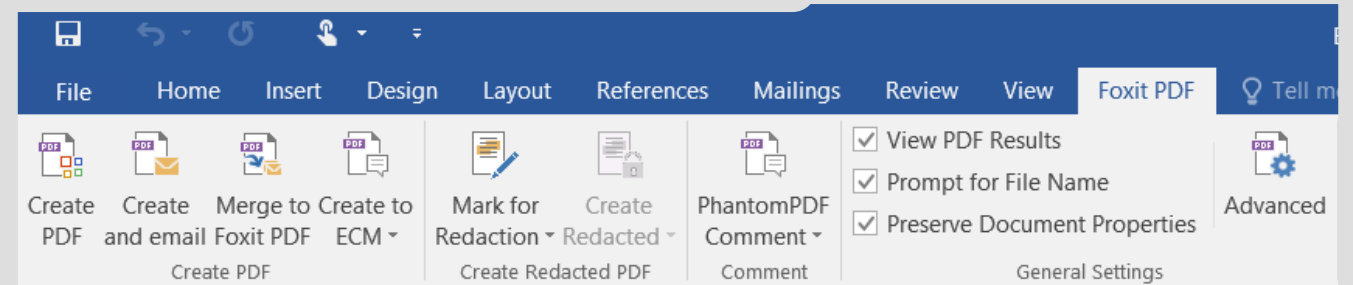 File Home Insert Design Layout References Mailings Review View Foxit PDF Tell m
PDF PDF PDF PDF PDF PDF
View PDF Results
Prompt for File Name
Preserve Document Properties
Create Create Merge to Create to Mark for Create PhantomPDF Advanced
PDF and email Foxit PDF ECM Redaction Redacted Comment
Create PDF Create Redacted PDF Comment General Settings